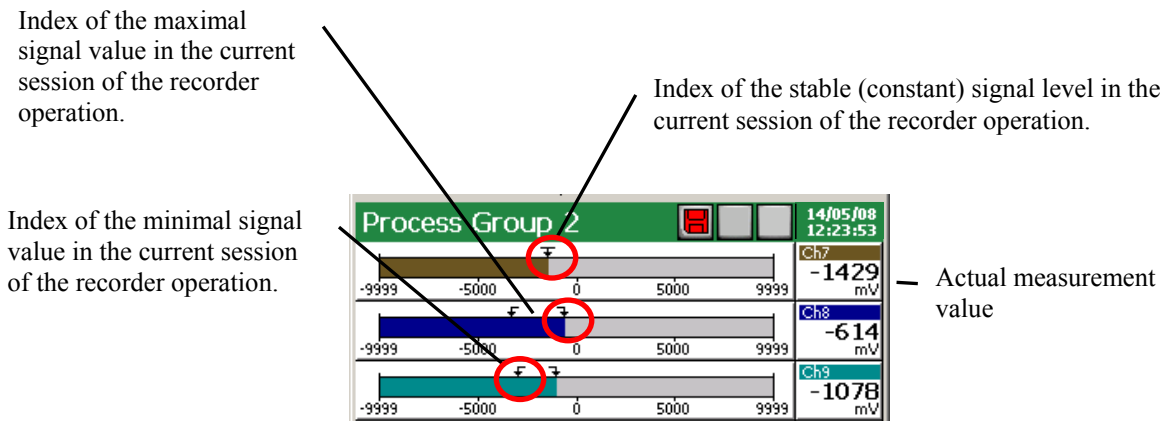 Index of the maximal
signal value in the current
session of the recorder
operation.
Index of the stable (constant) signal level in the
current session of the recorder operation.
Index of the minimal signal
value in the current session
of the recorder operation.
Process Group 2
14/05/08
12:23:53
Ch7
-1429
mV
-9999 -5000 0 5000 9999
Ch8
-614
mV
-9999 -5000 0 5000 9999
Ch9
-1078
mV
-9999 -5000 0 5000 9999
Actual measurement
value